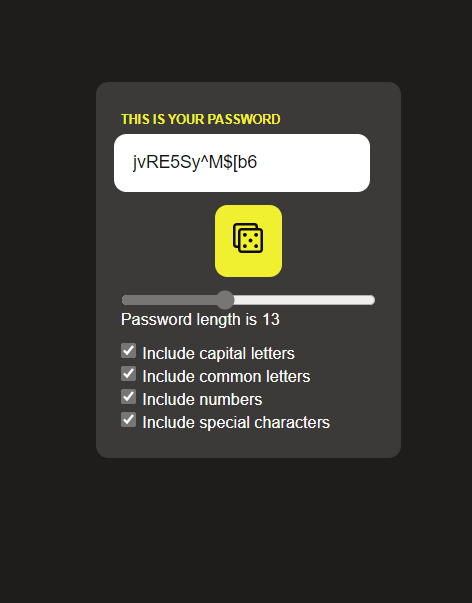 THIS IS YOUR PASSWORD
jvRE5Sy^M$[b6
Password length is 13
Include capital letters
Include common letters
Include numbers
Include special characters